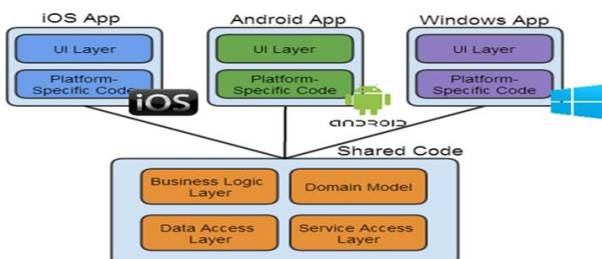 iOS App
Android App
Windows App
UI Layer
UI Layer
UI Layer
Platform-
Specific Code
Platform-
Specific Code
Platform-
Specific Code
iOS
ANDROID
Shared Code
Business Logic
Layer
Domain Model
Data Access
Layer
Service Access
Layer